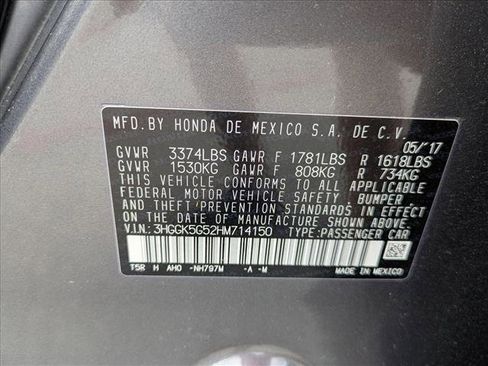 MFD.BY HONDA DE MEXICO S.A. DE C.V.
05/'17
GVWR 3374LBS GAWR F 1781LBS R 1618LBS
GVWR 1530KG GAWR F 808KG R 734KG
THIS VEHICLE CONFORMS TO ALL APPLICABLE
FEDERAL MOTOR VEHICLE SAFETY, BUMPER,
AND THEFT PREVENTION STANDARDS IN EFFECT
ON THE DATE OF MANUFACTURE SHOWN ABOVE.
V.I.N.:3HGGK5G52HM714150 TYPE:PASSENGER CAR
T5R H AHO -NH797M -A -M MADE IN MEXICO